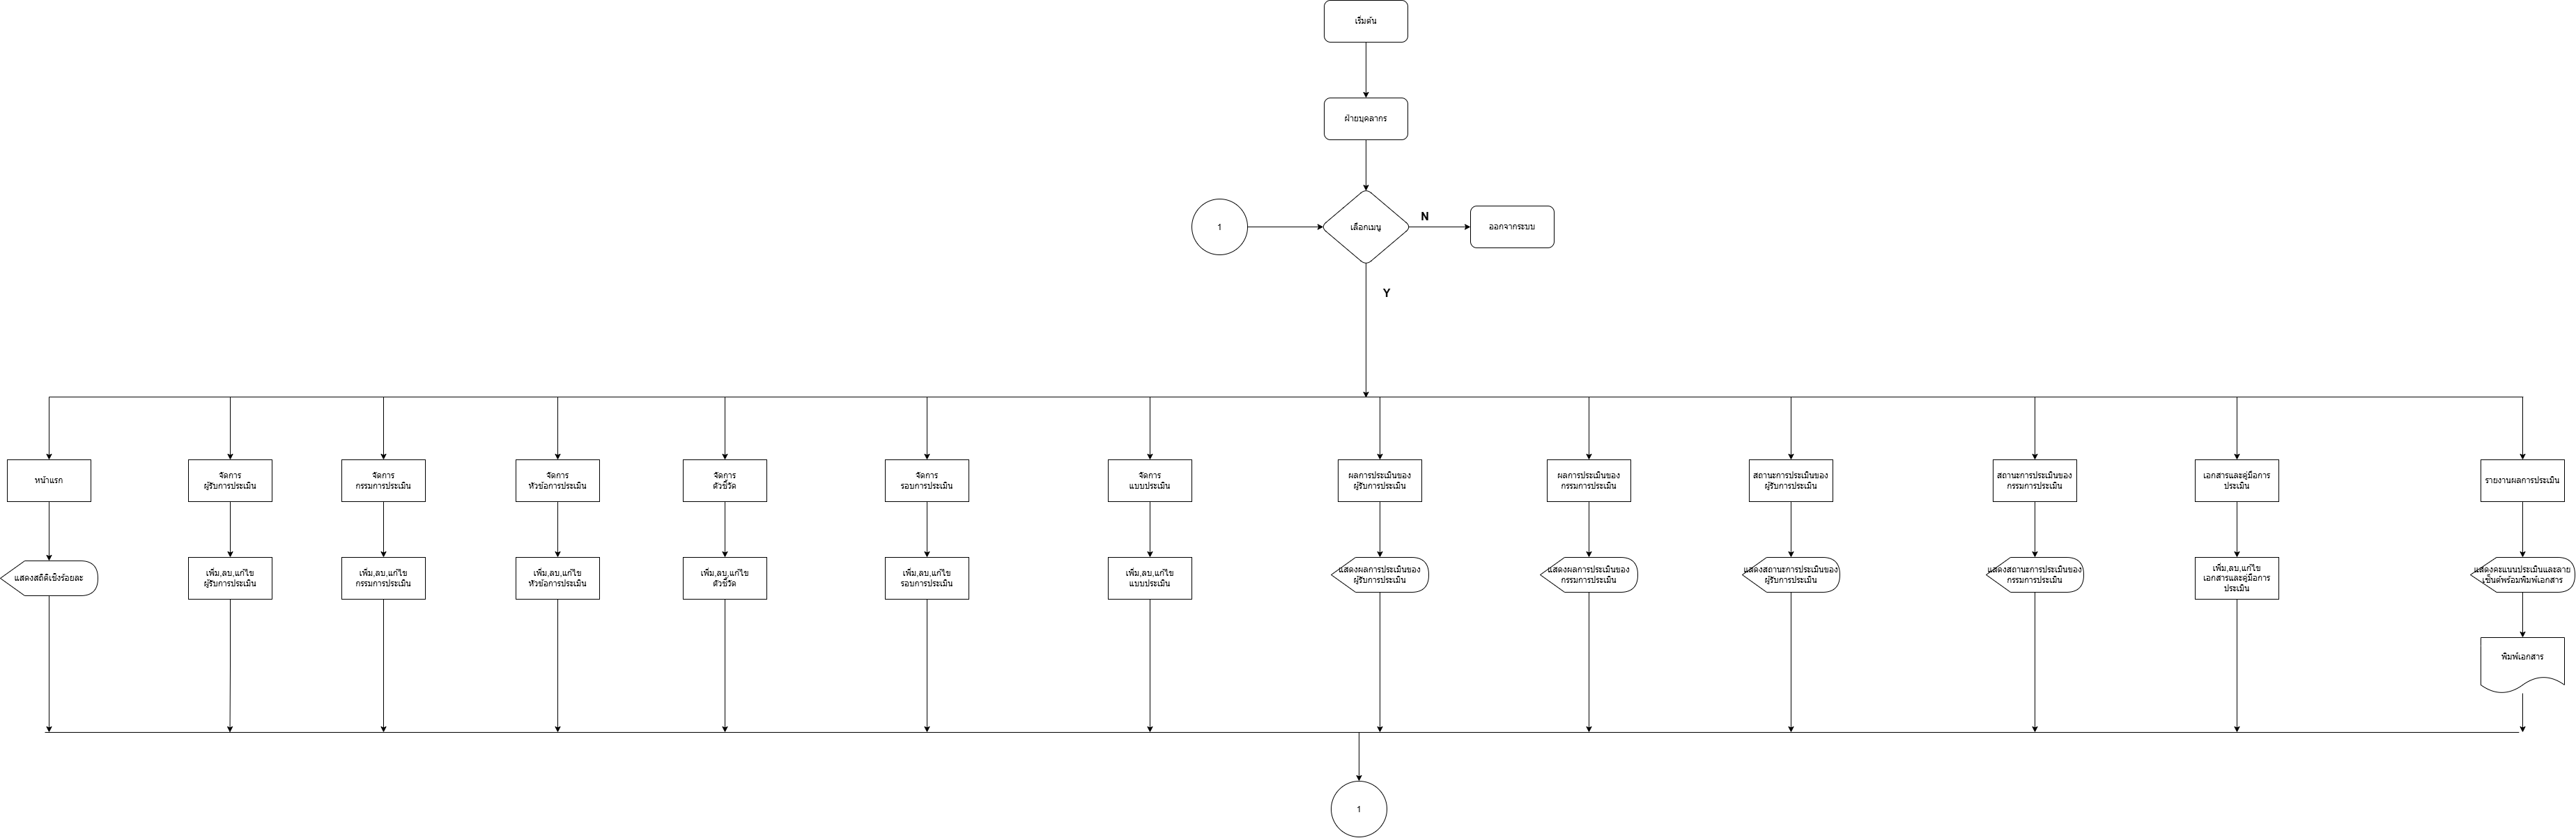 เริ่มต้น
ฝ่ายบุคลากร
1
เลือกเมนู
N
ออกจากระบบ
Y
หน้าแรก
จัดการ
ผู้รับการประเมิน
จัดการ
กรรมการประเมิน
จัดการ
หัวข้อการประเมิน
จัดการ
ตัวชี้วัด
จัดการ
รอบการประเมิน
จัดการ
แบบประเมิน
ผลการประเมินของ
ผู้รับการประเมิน
ผลการประเมินของ
กรรมการประเมิน
สถานะการประเมินของ
ผู้รับการประเมิน
สถานะการประเมินของ
กรรมการประเมิน
เอกสารและคู่มือการ
ประเมิน
รายงานผลการประเมิน
แสดงสถิติเชิงร้อยละ
เพิ่ม,ลบ,แก้ไข
ผู้รับการประเมิน
เพิ่ม,ลบ,แก้ไข
กรรมการประเมิน
เพิ่ม,ลบ,แก้ไข
หัวข้อการประเมิน
เพิ่ม,ลบ,แก้ไข
ตัวชี้วัด
เพิ่ม,ลบ,แก้ไข
รอบการประเมิน
เพิ่ม,ลบ,แก้ไข
แบบประเมิน
แสดงผลการประเมินของ
ผู้รับการประเมิน
แสดงผลการประเมินของ
กรรมการประเมิน
แสดงสถานะการประเมินของ
ผู้รับการประเมิน
แสดงสถานะการประเมินของ
กรรมการประเมิน
เพิ่ม,ลบ,แก้ไข
เอกสารและคู่มือการ
ประเมิน
แสดงคะแนนประเมินและลาย
เซ็นต์พร้อมพิมพ์เอกสาร
พิมพ์เอกสาร
1